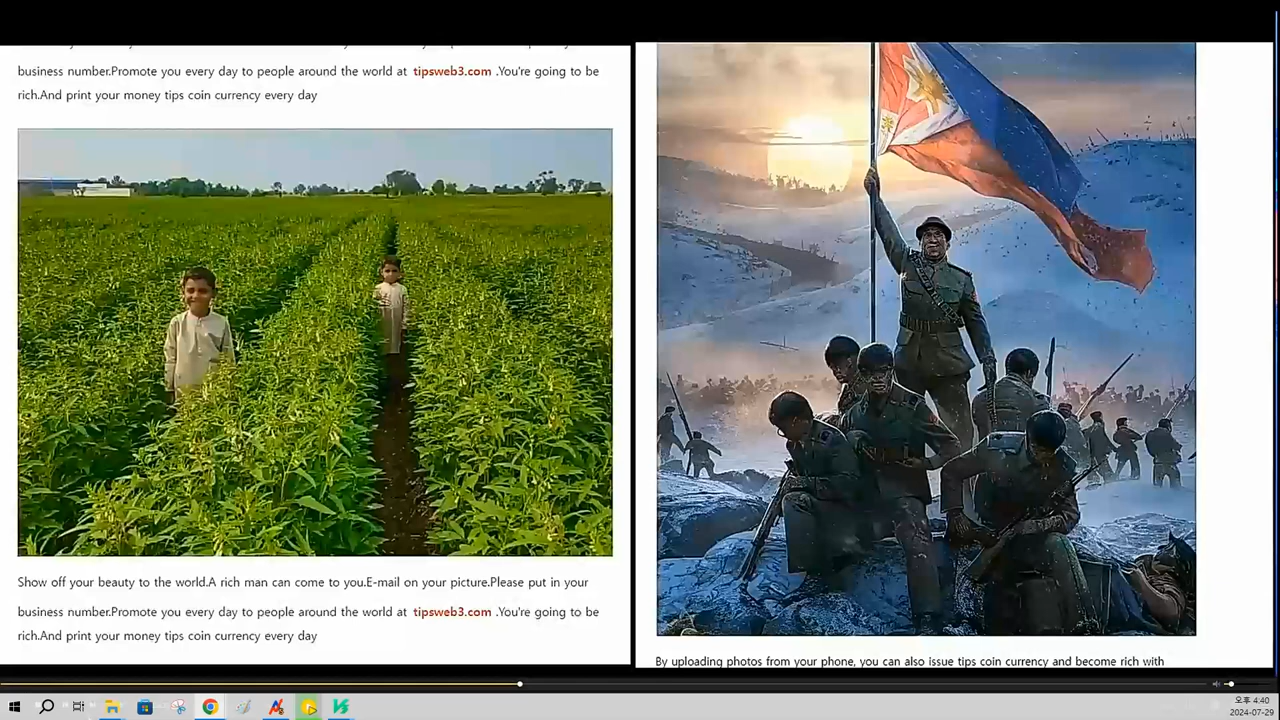 business number.Promote you every day to people around the world at tipsweb3.com .You're going to be
rich.And print your money tips coin currency every day
Show off your beauty to the world.A rich man can come to you.E-mail on your picture.Please put in your
business number.Promote you every day to people around the world at tipsweb3.com .You're going to be
rich.And print your money tips coin currency every day
By uploading photos from your phone, you can also issue tips coin currency and become rich with
오후 4:40
2024-07-29